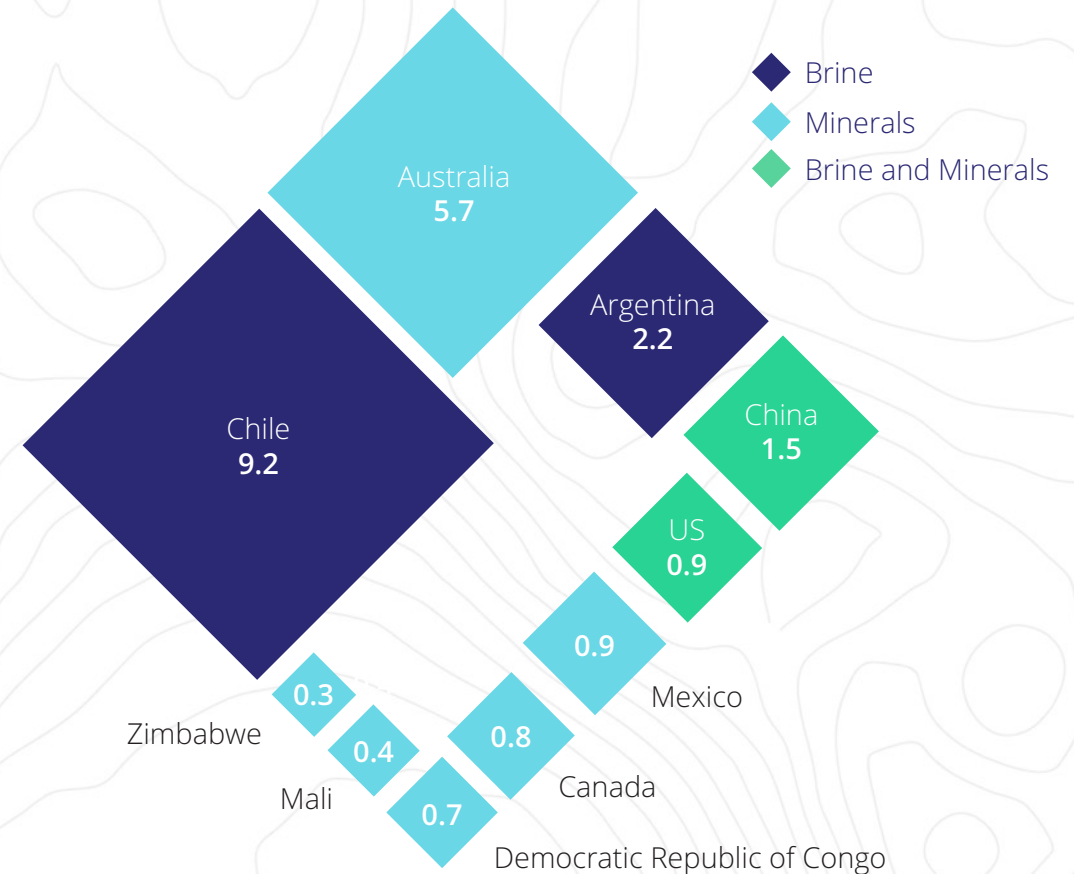 Brine
Minerals
Brine and Minerals
Australia
5.7
Argentina
2.2
China
1.5
Chile
9.2
US
0.9
0.9
Mexico
0.3
Zimbabwe
0.4
Mali
0.8
Canada
0.7
Democratic Republic of Congo